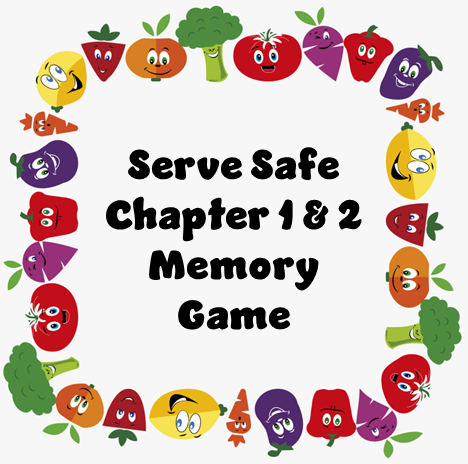 Serve Safe
Chapter 1 & 2
Memory
Game